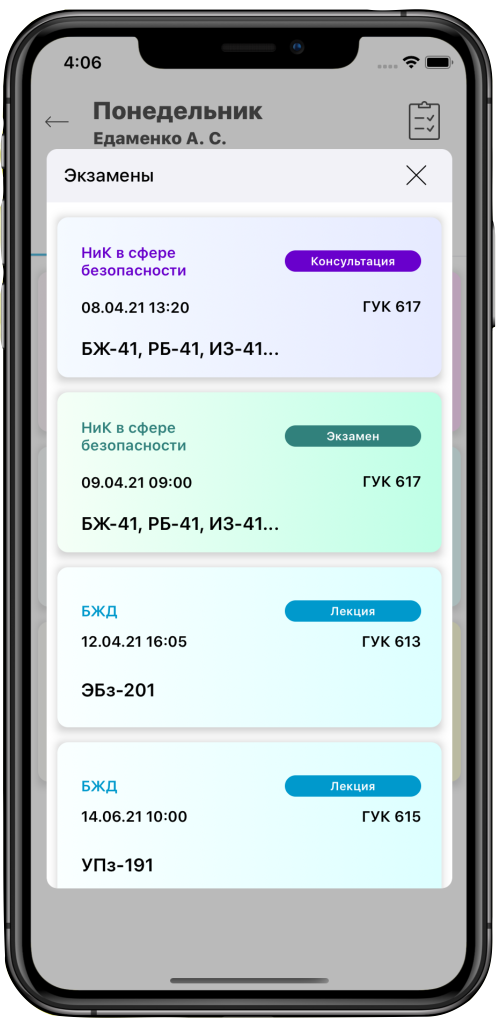 4:06
Понедельник
Едаменко А. С.
Экзамены
НиК в сфере
безопасности
Консультация
08.04.21 13:20
ГУК 617
БЖ-41, РБ-41, ИЗ-41...
НиК в сфере
безопасности
Экзамен
09.04.21 09:00
ГУК 617
БЖ-41, РБ-41, ИЗ-41...
БЖД
Лекция
12.04.21 16:05
ГУК 613
ЭБз-201
БЖД
Лекция
14.06.21 10:00
ГУК 615
УПз-191